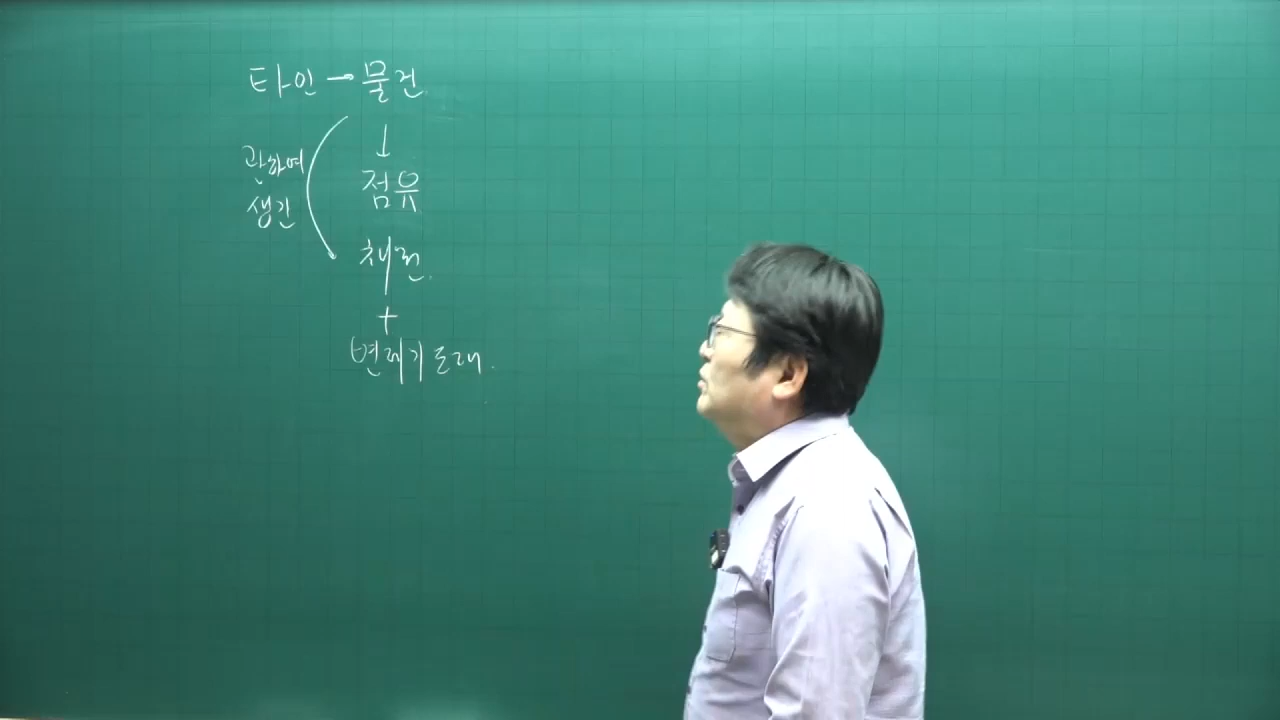 타인 → 물건
↓
관하여
점유
생긴
채권.
+
변제기 도래.